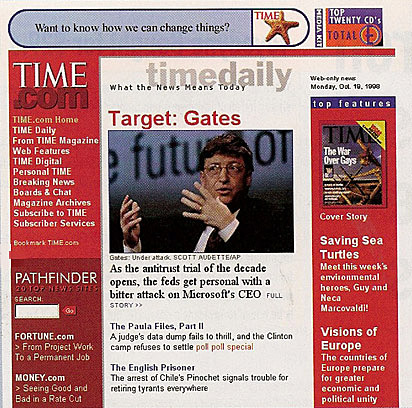 Want to know how we can change things?
TIME
MEDIA KIT
TOP
TWENTY CD's
TOTAL E
TIME
.com
timedaily
What the News Means Today
Web-only news
Monday, Oct. 19, 1998
TIME.com Home
TIME Daily
From TIME Magazine
Web Features
TIME Digital
Personal TIME
Breaking News
Boards & Chat
Magazine Archives
Subscribe to TIME
Subscriber Services
Bookmark TIME.com
PATHFINDER
20 TOP NEWS SITES
SEARCH:
Go
FORTUNE.com
> From Project Work
To a Permanent Job
MONEY.com
> Seeing Good and
Bad in a Rate Cut
Target: Gates
e futu
Gates: Under attack. SCOTT AUDETTE/AP
As the antitrust trial of the decade
opens, the feds get personal with a
bitter attack on Microsoft's CEO FULL
STORY >>
The Paula Files, Part II
A judge's data dump fails to thrill, and the Clinton
camp refuses to settle poll poll special
The English Prisoner
The arrest of Chile's Pinochet signals trouble for
retiring tyrants everywhere
top features
TIME
The War
Over Gays
Cover Story
Saving Sea
Turtles
Meet this week's
environmental
heroes, Guy and
Neca
Marcovaldi!
Visions of
Europe
The countries of
Europe prepare
for greater
economic and
political unity